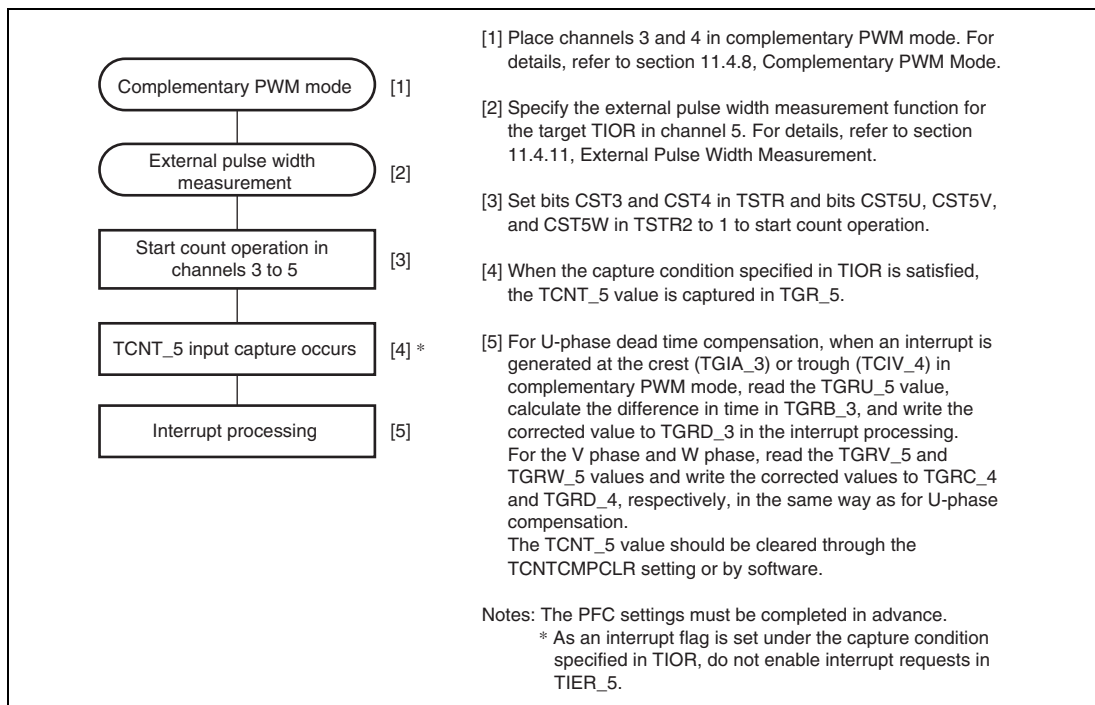 Complementary PWM mode [1]
External pulse width
measurement [2]
Start count operation in
channels 3 to 5 [3]
TCNT_5 input capture occurs [4] *
Interrupt processing [5]
[1] Place channels 3 and 4 in complementary PWM mode. For
details, refer to section 11.4.8, Complementary PWM Mode.
[2] Specify the external pulse width measurement function for
the target TIOR in channel 5. For details, refer to section
11.4.11, External Pulse Width Measurement.
[3] Set bits CST3 and CST4 in TSTR and bits CST5U, CST5V,
and CST5W in TSTR2 to 1 to start count operation.
[4] When the capture condition specified in TIOR is satisfied,
the TCNT_5 value is captured in TGR_5.
[5] For U-phase dead time compensation, when an interrupt is
generated at the crest (TGIA_3) or trough (TCIV_4) in
complementary PWM mode, read the TGRU_5 value,
calculate the difference in time in TGRB_3, and write the
corrected value to TGRD_3 in the interrupt processing.
For the V phase and W phase, read the TGRV_5 and
TGRW_5 values and write the corrected values to TGRC_4
and TGRD_4, respectively, in the same way as for U-phase
compensation.
The TCNT_5 value should be cleared through the
TCNTCMPCLR setting or by software.
Notes: The PFC settings must be completed in advance.
* As an interrupt flag is set under the capture condition
specified in TIOR, do not enable interrupt requests in
TIER_5.